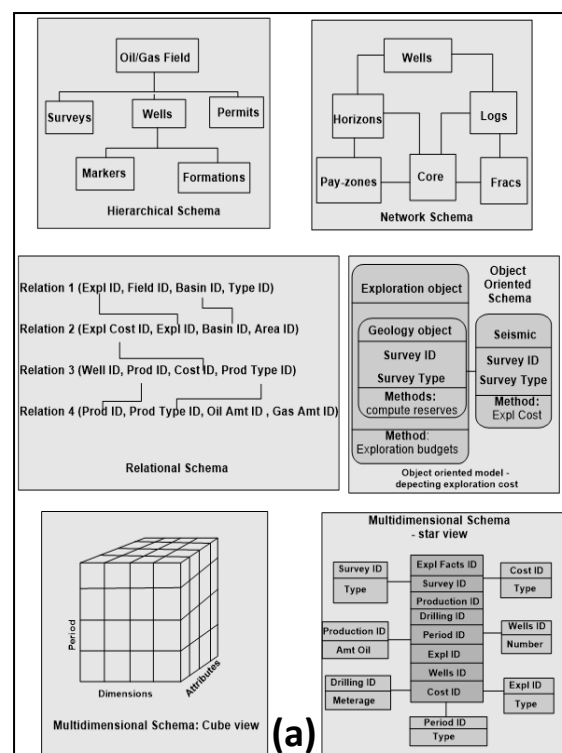 Oil/Gas Field
Surveys
Wells
Permits
Markers
Formations
Hierarchical Schema
Wells
Horizons
Logs
Pay-zones
Core
Fracs
Network Schema
Relation 1 (Expl ID, Field ID, Basin ID, Type ID)
Relation 2 (Expl Cost ID, Expl ID, Basin ID, Area ID)
Relation 3 (Well ID, Prod ID, Cost ID, Prod Type ID)
Relation 4 (Prod ID, Prod Type ID, Oil Amt ID , Gas Amt ID)
Relational Schema
Object
Oriented
Schema
Exploration object
Geology object
Survey ID
Survey Type
Methods:
compute reserves
Method:
Exploration budgets
Seismic
Survey ID
Survey Type
Method:
Expl Cost
Object oriented model -
depecting exploration cost
Period
Dimensions
Attributes
Multidimensional Schema: Cube view
(a)
Multidimensional Schema
- star view
Survey ID
Type
Production ID
Amt Oil
Drilling ID
Meterage
Expl Facts ID
Survey ID
Production ID
Drilling ID
Period ID
Expl ID
Wells ID
Cost ID
Cost ID
Type
Wells ID
Number
Expl ID
Type
Period ID
Type